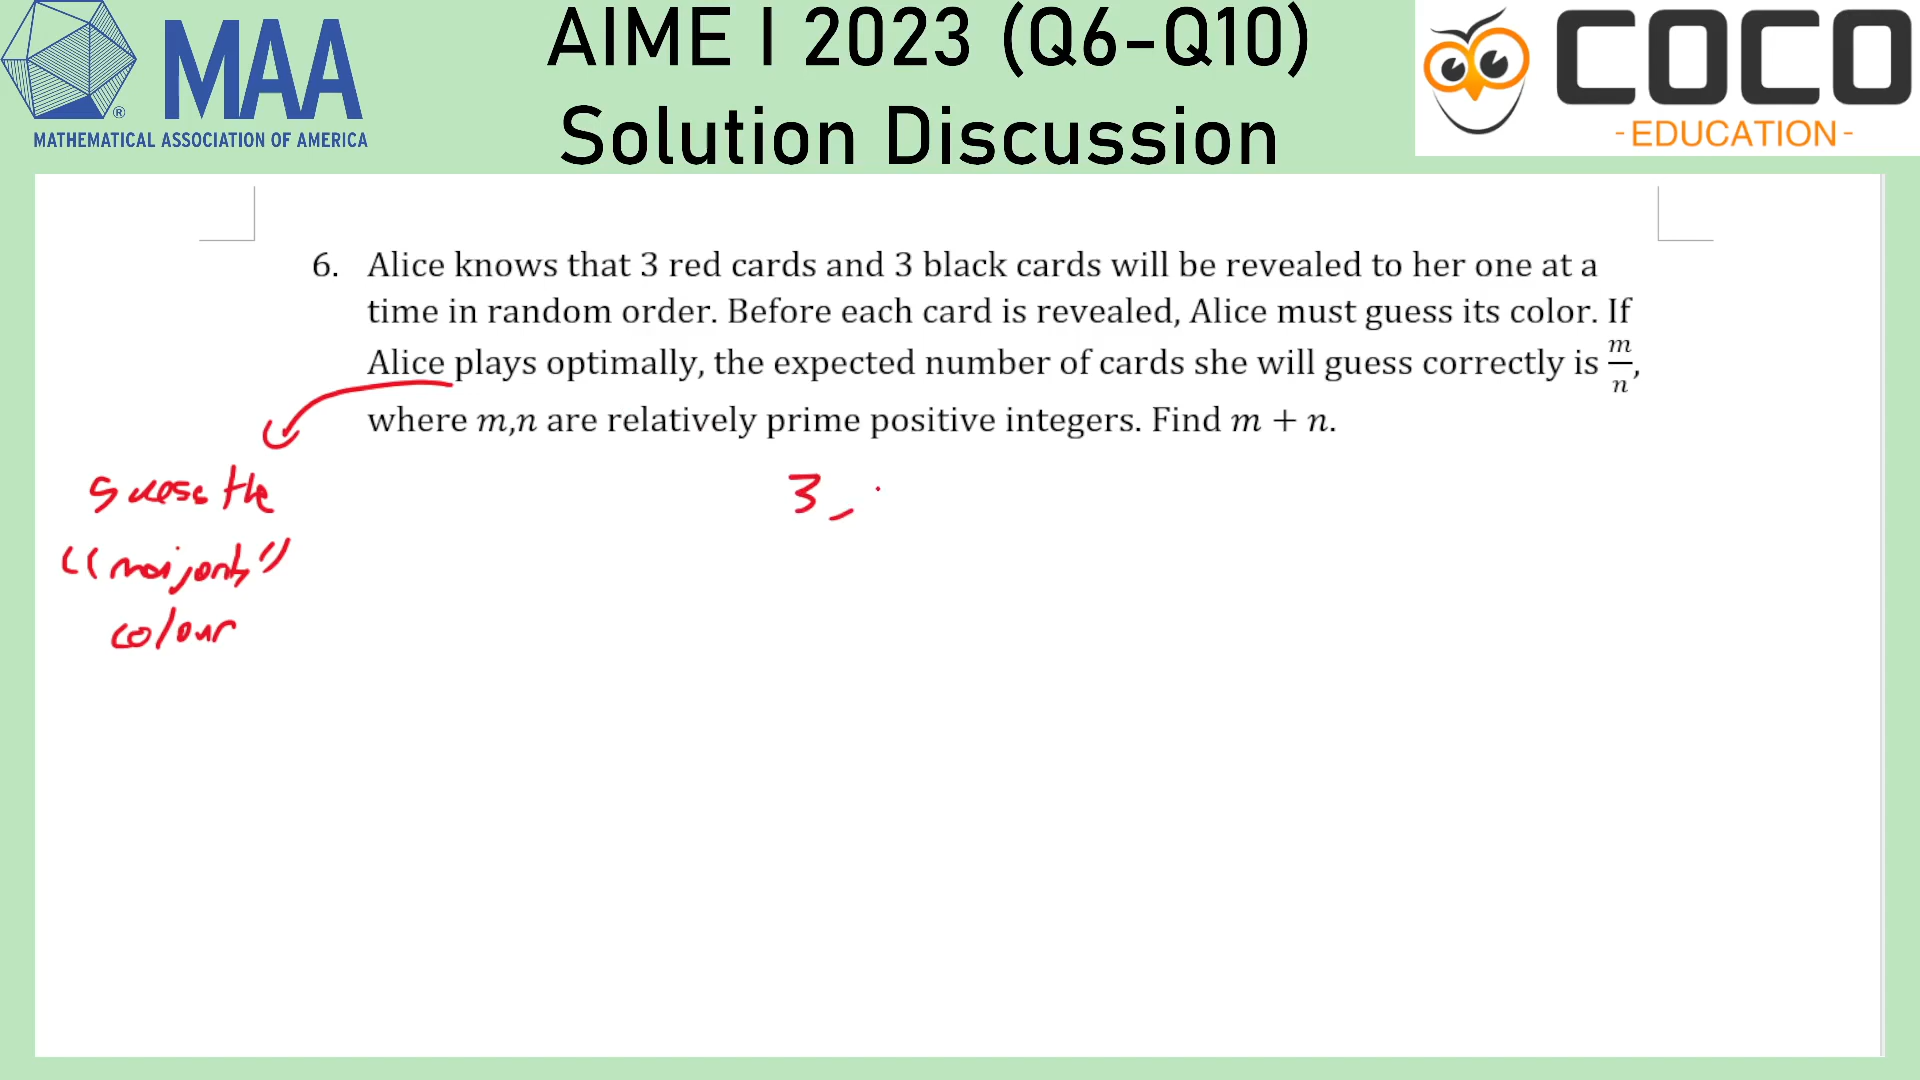 MAA
®
MATHEMATICAL ASSOCIATION OF AMERICA
AIME I 2023 (Q6-Q10)
Solution Discussion
COCO
-EDUCATION-
6. Alice knows that 3 red cards and 3 black cards will be revealed to her one at a
time in random order. Before each card is revealed, Alice must guess its color. If
Alice plays optimally, the expected number of cards she will guess correctly is m/n,
where m,n are relatively prime positive integers. Find m + n.
guess the
"majority"
colour
3,